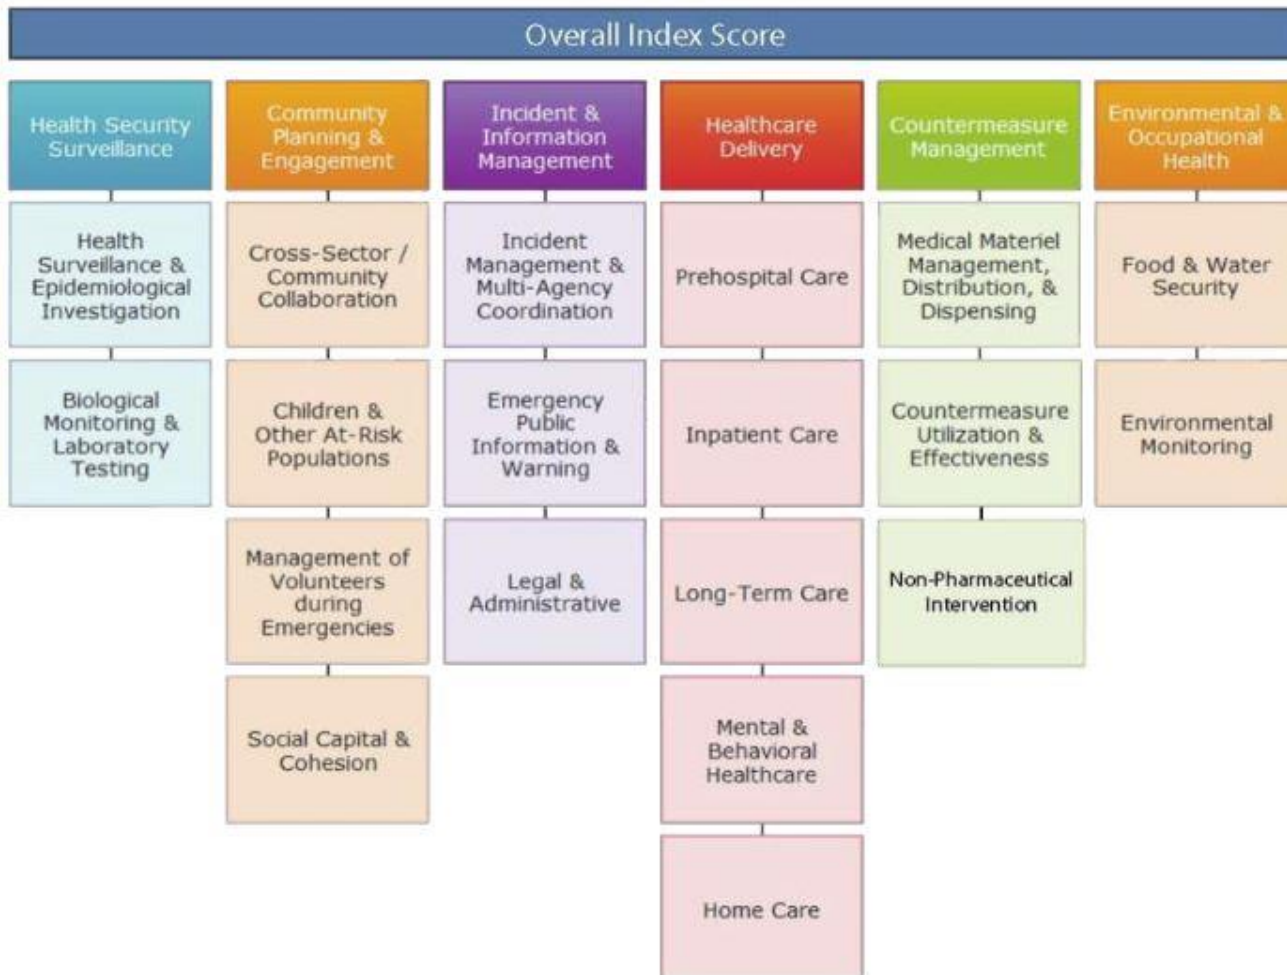 Overall Index Score
Health Security
Surveillance
Community
Planning &
Engagement
Incident &
Information
Management
Healthcare
Delivery
Countermeasure
Management
Environmental &
Occupational
Health
Health
Surveillance &
Epidemiological
Investigation
Cross-Sector /
Community
Collaboration
Incident
Management &
Multi-Agency
Coordination
Prehospital Care
Medical Materiel
Management,
Distribution, &
Dispensing
Food & Water
Security
Biological
Monitoring &
Laboratory
Testing
Children &
Other At-Risk
Populations
Emergency
Public
Information &
Warning
Inpatient Care
Countermeasure
Utilization &
Effectiveness
Environmental
Monitoring
Management of
Volunteers
during
Emergencies
Legal &
Administrative
Long-Term Care
Non-Pharmaceutical
Intervention
Social Capital &
Cohesion
Mental &
Behavioral
Healthcare
Home Care